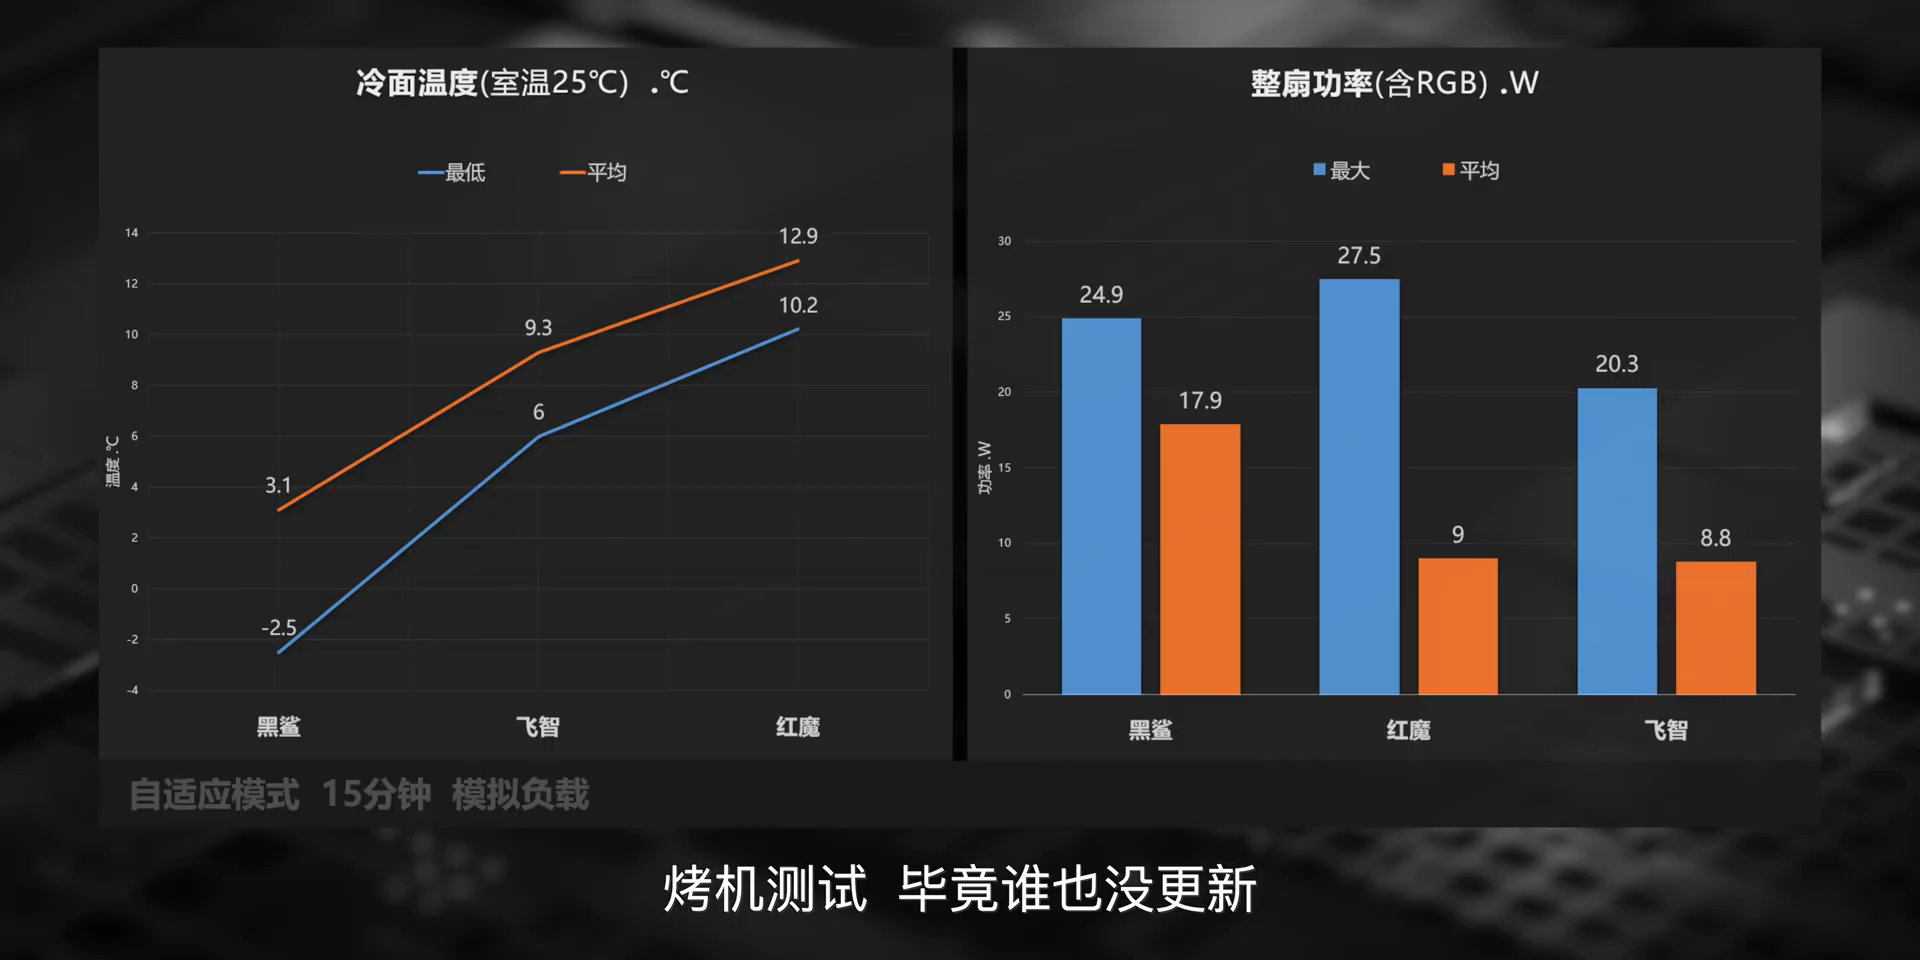 冷面温度(室温25℃) .℃
最低 平均
14
12
10
8
6
4
2
0
-2
-4
温度.℃
12.9
10.2
9.3
6
3.1
-2.5
黑鲨 飞智 红魔
整扇功率(含RGB) .W
最大 平均
30
25
20
15
10
5
0
功率.W
24.9
17.9
27.5
9
20.3
8.8
黑鲨 红魔 飞智
自适应模式 15分钟 模拟负载
烤机测试 毕竟谁也没更新